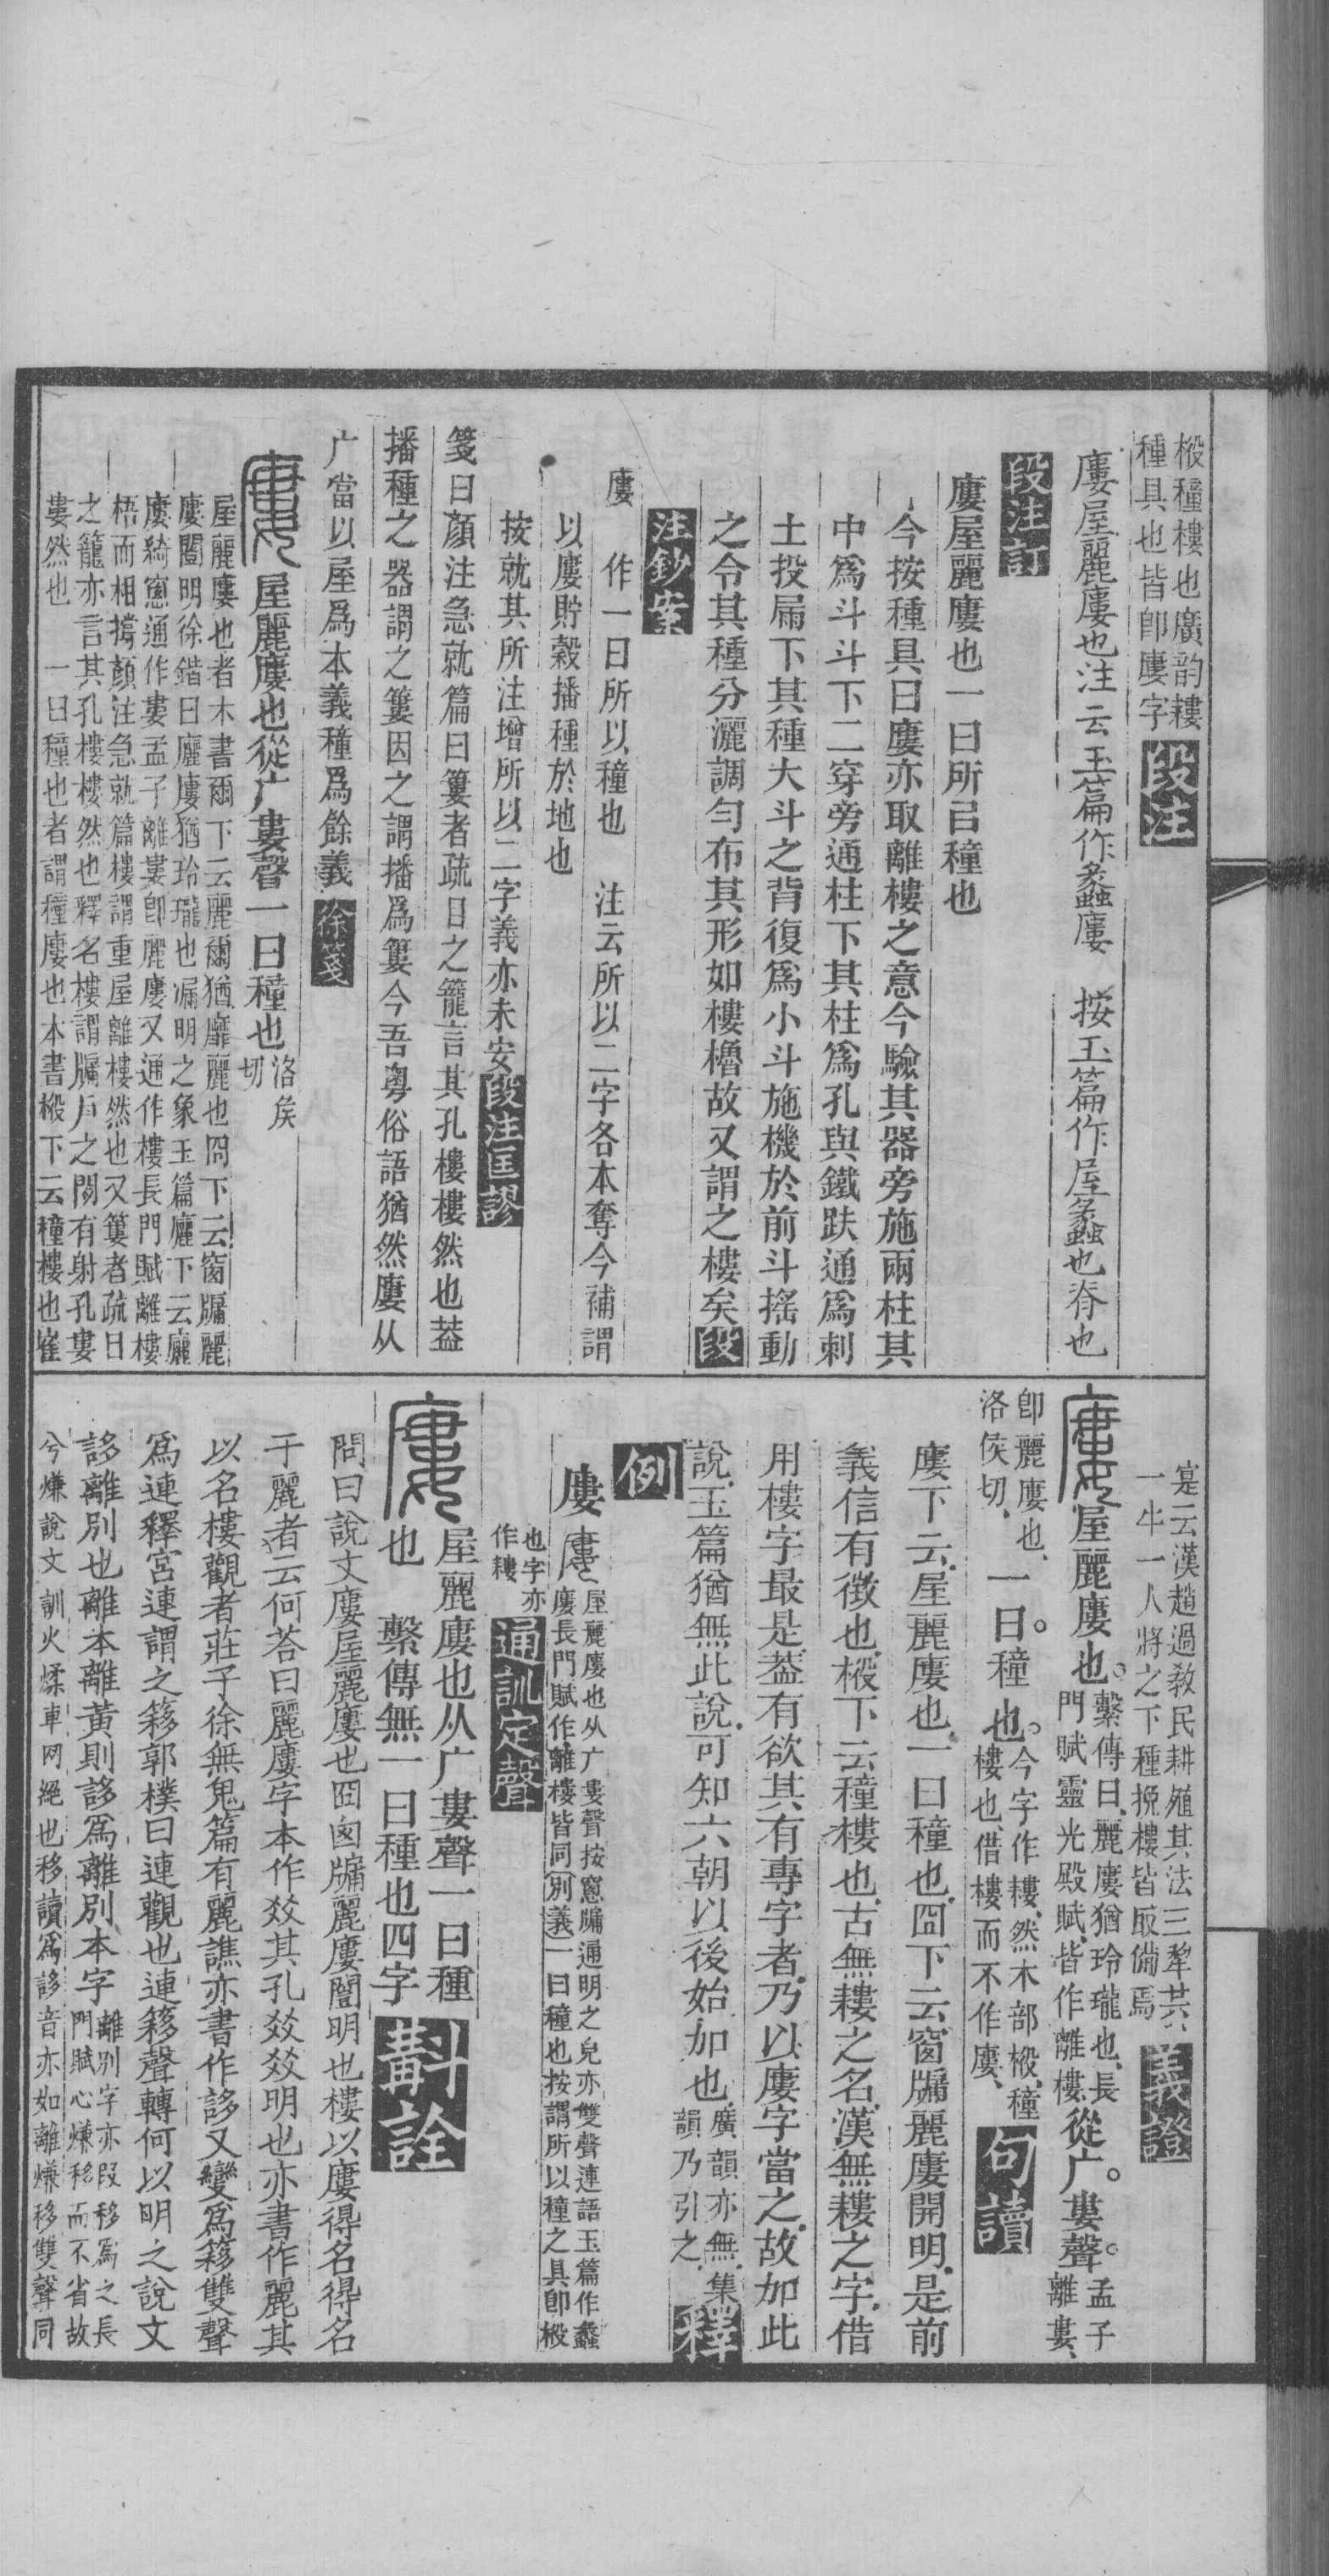 椴穜樓也廣韵耬
種具也皆卽廔字段注
廔屋麗廔也注云玉篇作蠡廔　按玉篇作屋蠡也脊也
段注訂
廔屋麗廔也一曰所㠯穜也
今按種具曰廔亦取離樓之意今驗其器旁施兩柱其
中爲斗斗下二穿旁通柱下其柱爲孔與鐵趺通爲刺
土投屚下其種大斗之背復爲小斗施機於前斗搖動
之令其種分灑調勻布其形如樓櫓故又謂之樓矣段
注鈔案
廔　作一曰所以穜也　注云所以二字各本奪今補謂
以廔貯榖播種於地也
按就其所注增所以二字義亦未安段注匡謬
箋曰顏注急就篇曰簍者疏目之籠言其孔樓樓然也葢
播種之器謂之簍因之謂播爲簍今吾粤俗語猶然廔从
广當以屋爲本義穜爲餘義徐箋
廔屋麗廔也從广婁聲一曰穜也洛矦
切
屋麗廔也者本書爾下云麗爾猶靡麗也冏下云窗牖麗
廔闓明徐鍇曰廲廔猶玲瓏也漏明之象玉篇廲下云廲
廔綺窻通作婁孟子離婁卽麗廔又通作樓長門賦離樓
梧而相撐顏注急就篇樓謂重屋離樓然也又簍者疏目
之籠亦言其孔樓樓然也釋名樓謂牖戶之閒有射孔婁
婁然也　一曰穜也者謂種廔也本書椴下云穜樓也崔
寔云漢趙過敎民耕殖其法三犂共
一牛一人將之下種挽樓皆取備焉義證
廔屋麗廔也。繫傳曰、麗廔猶玲瓏也、長
門賦靈光殿賦、皆作離樓從广。婁聲。孟子
離婁、
卽麗廔也、
洛侯切、一曰。穜也。今字作耬、然木部椴、穜
樓也、借樓而不作廔、句讀
廔下云、屋麗廔也、一曰穜也、囧下云窗牖麗廔開明、是前
義信有徵也、椴下云穜樓也、古無耬之名、漢無耬之字、借
用樓字最是、葢有欲其有專字者、乃以廔字當之、故加此
說、玉篇猶無此說、可知六朝以後始加也、廣韻亦無、集
韻乃引之、釋
例
廔廔屋麗廔也从广婁聲按窻牖通明之皃亦雙聲連語玉篇作蠡
廔長門賦作離樓皆同別義一曰穜也按謂所以穜之具卽椴
也字亦
作耬通訓定聲
廔屋麗廔也从广婁聲一曰種
也　繫傳無一曰種也四字斠詮
問曰說文廔屋麗廔也囧囪牖麗廔闓明也樓以廔得名得名
于麗者云何荅曰麗廔字本作㸚其孔㸚㸚明也亦書作麗其
以名樓觀者莊子徐無鬼篇有麗譙亦書作誃又變爲簃雙聲
爲連釋宮連謂之簃郭樸曰連觀也連簃聲轉何以明之說文
誃離別也離本離黃則誃爲離別本字離別字亦叚移爲之長
門賦心熑移而不省故
兮熑說文訓火煣車网絕也移讀爲誃音亦如離熑移雙聲同